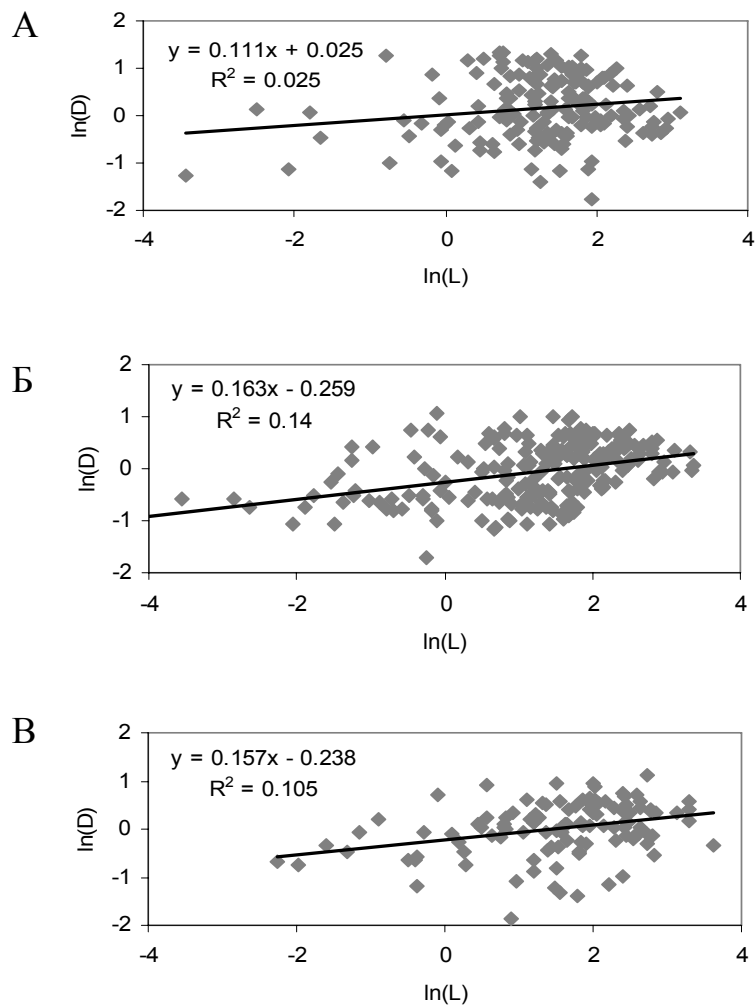 А
y = 0.111x + 0.025
R² = 0.025
ln(D)
2
1
0
-1
-2
-4
-2
0
2
4
ln(L)
Б
y = 0.163x - 0.259
R² = 0.14
ln(D)
2
1
0
-1
-2
-4
-2
0
2
4
ln(L)
В
y = 0.157x - 0.238
R² = 0.105
ln(D)
2
1
0
-1
-2
-4
-2
0
2
4
ln(L)